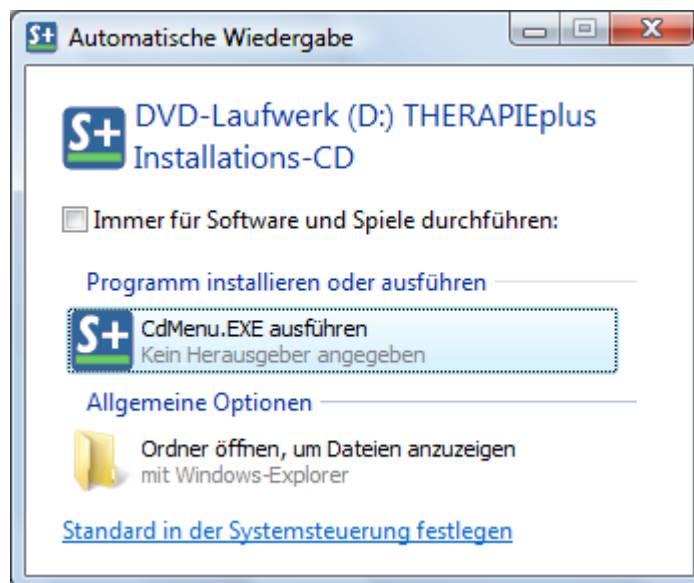 S+ Automatische Wiedergabe
S+ DVD-Laufwerk (D:) THERAPIEplus
Installations-CD
Immer für Software und Spiele durchführen:
Programm installieren oder ausführen
S+ CdMenu.EXE ausführen
Kein Herausgeber angegeben
Allgemeine Optionen
Ordner öffnen, um Dateien anzuzeigen
mit Windows-Explorer
Standard in der Systemsteuerung festlegen